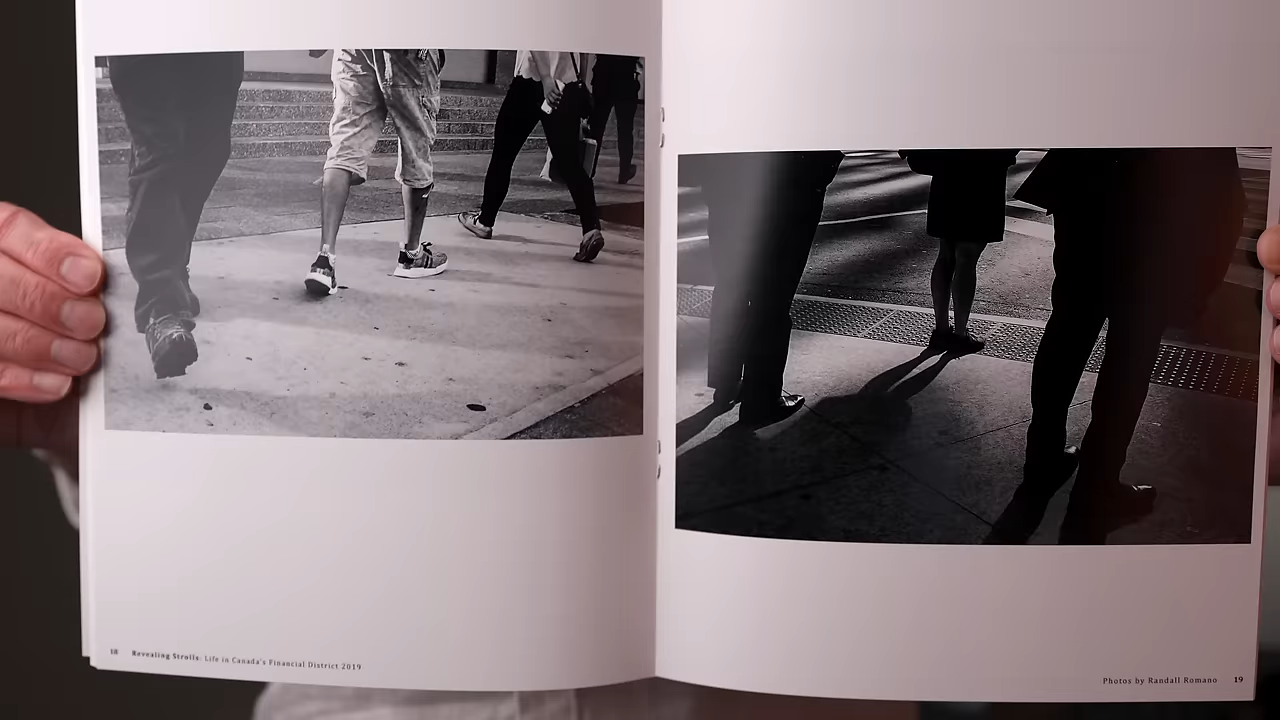 18 Revealing Strolls: Life in Canada's Financial District 2019
Photos by Randall Romano 19